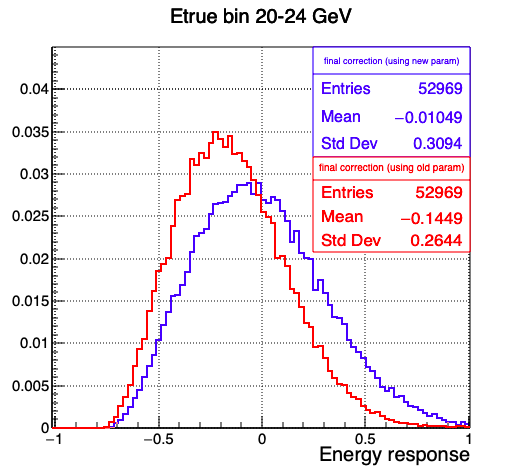 Etrue bin 20-24 GeV
final correction (using new param)
Entries 52969
Mean −0.01049
Std Dev 0.3094
final correction (using old param)
Entries 52969
Mean −0.1449
Std Dev 0.2644
0.04
0.035
0.03
0.025
0.02
0.015
0.01
0.005
0
−1 −0.5 0 0.5 1
Energy response